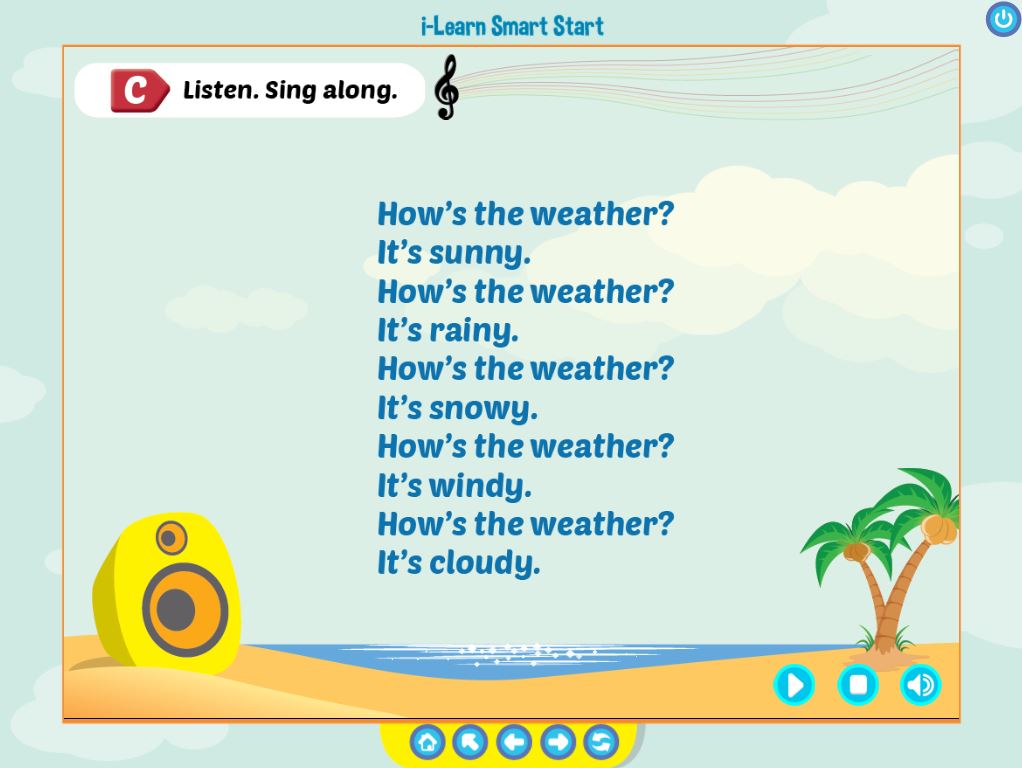 i-Learn Smart Start
C Listen. Sing along.
How's the weather?
It's sunny.
How's the weather?
It's rainy.
How's the weather?
It's snowy.
How's the weather?
It's windy.
How's the weather?
It's cloudy.